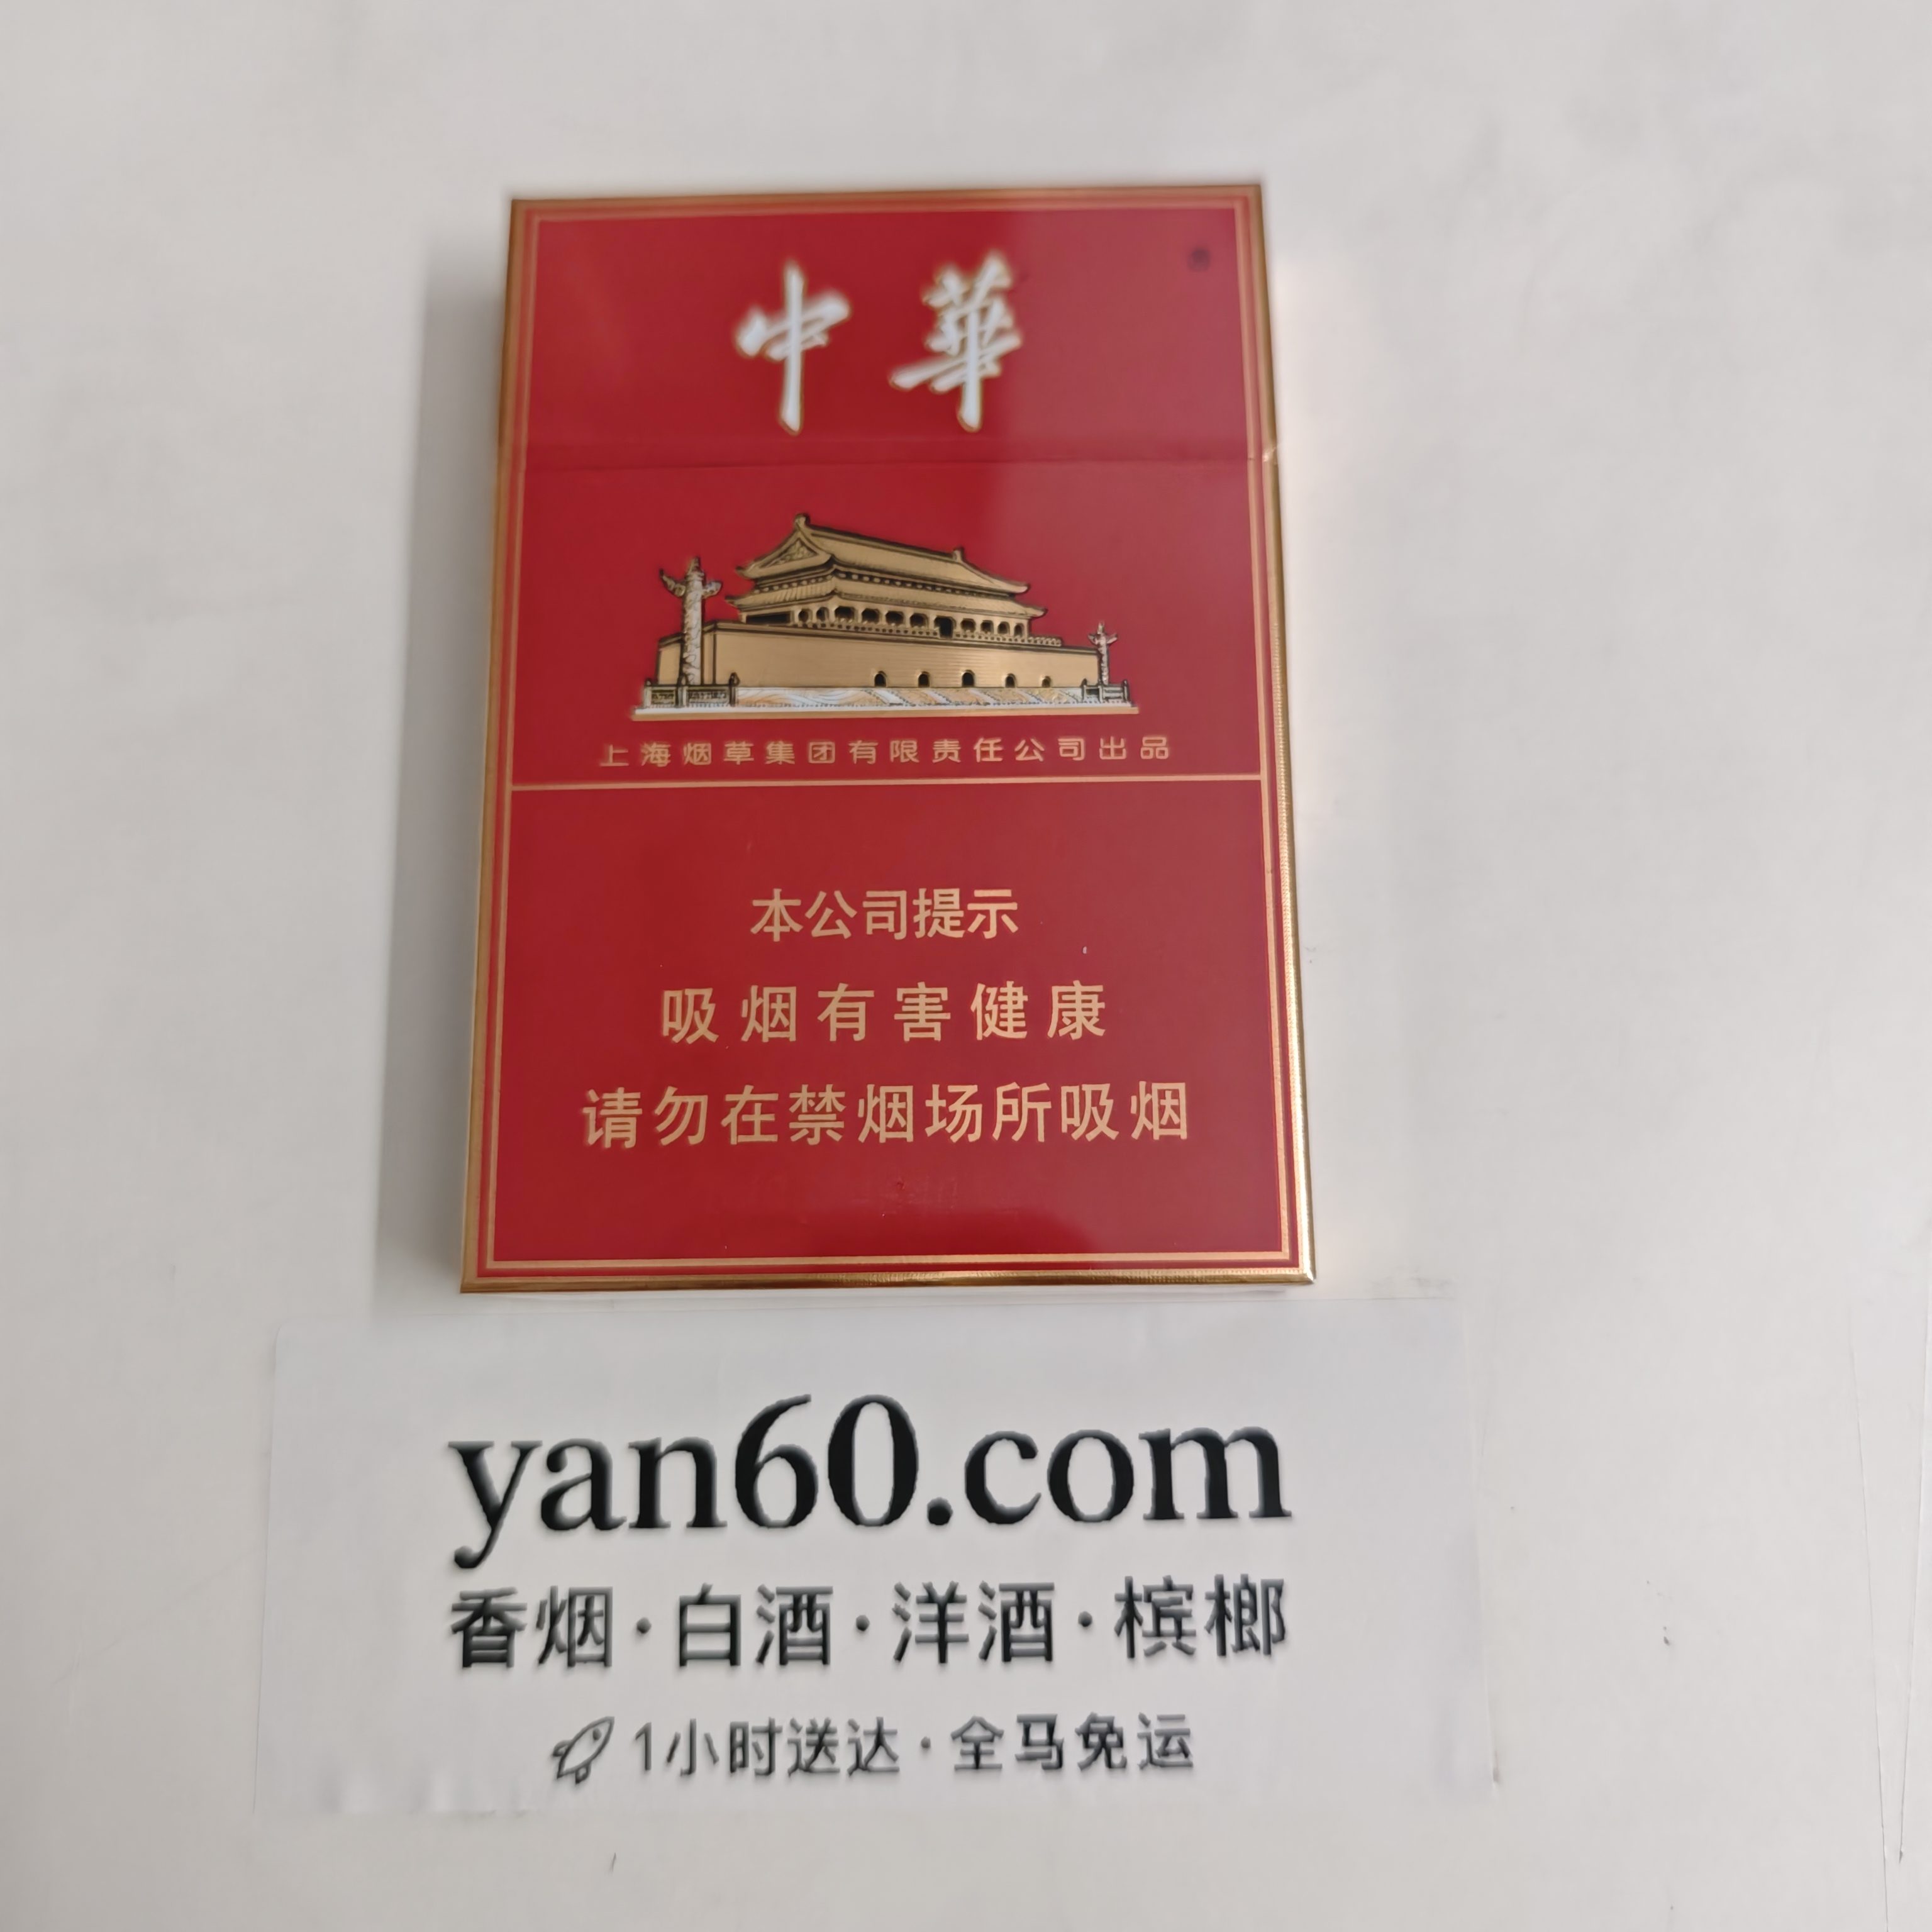 中華
上海烟草集团有限责任公司出品
本公司提示
吸烟有害健康
请勿在禁烟场所吸烟
yan60.com
香烟·白酒·洋酒·槟榔
1小时送达·全马免运